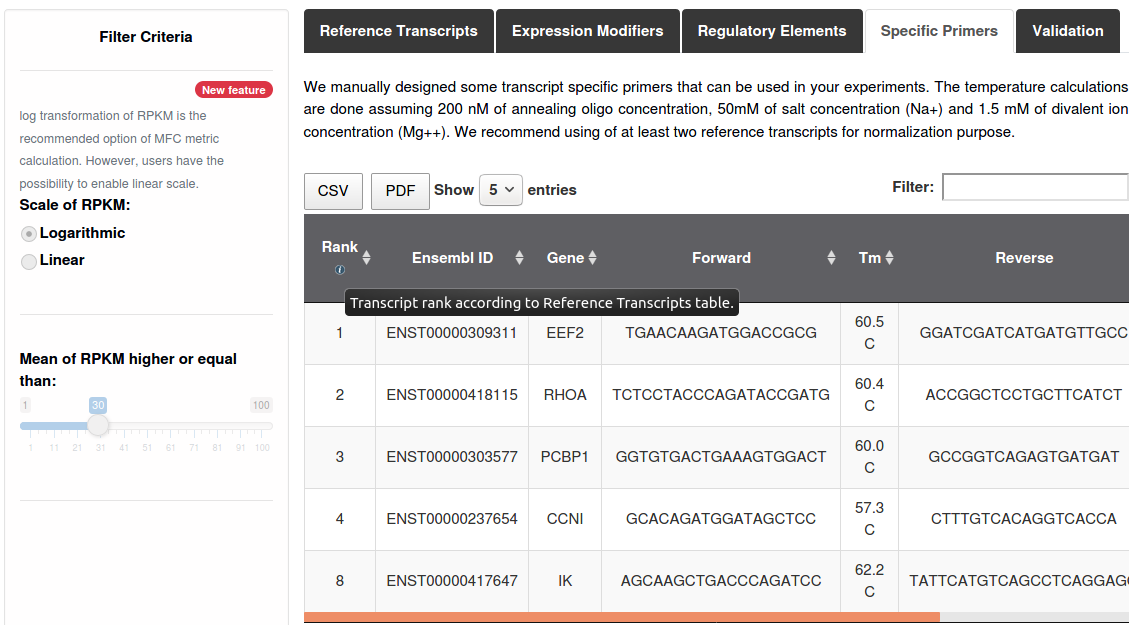 Filter Criteria
New feature
log transformation of RPKM is the
recommended option of MFC metric
calculation. However, users have the
possibility to enable linear scale.
Scale of RPKM:
Logarithmic
Linear
Mean of RPKM higher or equal
than:
1 30 100
1 11 21 31 41 51 61 71 81 91 100
Reference Transcripts Expression Modifiers Regulatory Elements Specific Primers Validation
We manually designed some transcript specific primers that can be used in your experiments. The temperature calculations
are done assuming 200 nM of annealing oligo concentration, 50mM of salt concentration (Na+) and 1.5 mM of divalent ion
concentration (Mg++). We recommend using of at least two reference transcripts for normalization purpose.
CSV PDF Show 5 entries Filter:
Rank i Ensembl ID Gene Forward Tm Reverse
Transcript rank according to Reference Transcripts table.
1 ENST00000309311 EEF2 TGAACAAGATGGACCGCG 60.5 C GGATCGATCATGATGTTGCC
2 ENST00000418115 RHOA TCTCCTACCCAGATACCGATG 60.4 C ACCGGCTCCTGCTTCATCT
3 ENST00000303577 PCBP1 GGTGTGACTGAAAGTGGACT 60.0 C GCCGGTCAGAGTGATGAT
4 ENST00000237654 CCNI GCACAGATGGATAGCTCC 57.3 C CTTTGTCACAGGTCACCA
8 ENST00000417647 IK AGCAAGCTGACCCAGATCC 62.2 C TATTCATGTCAGCCTCAGGAG